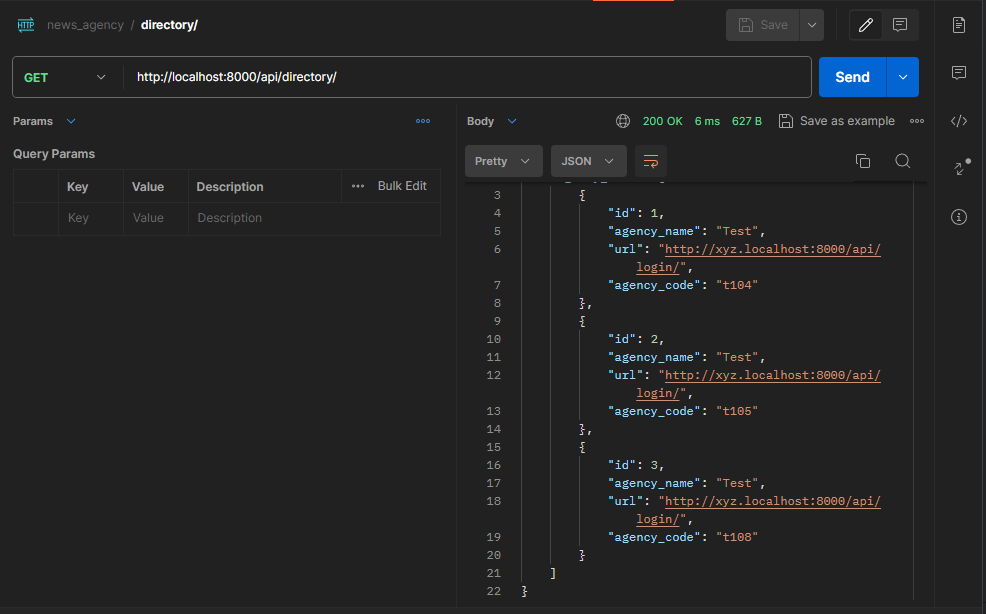 HTTP news_agency / directory/
Save
GET http://localhost:8000/api/directory/
Send
Params
Query Params
Key Value Description Bulk Edit
Key Value Description
Body 200 OK 6 ms 627 B Save as example
Pretty JSON
3 {
4 "id": 1,
5 "agency_name": "Test",
6 "url": "http://xyz.localhost:8000/api/
login/",
7 "agency_code": "t104"
8 },
9 {
10 "id": 2,
11 "agency_name": "Test",
12 "url": "http://xyz.localhost:8000/api/
login/",
13 "agency_code": "t105"
14 },
15 {
16 "id": 3,
17 "agency_name": "Test",
18 "url": "http://xyz.localhost:8000/api/
login/",
19 "agency_code": "t108"
20 }
21 ]
22 }